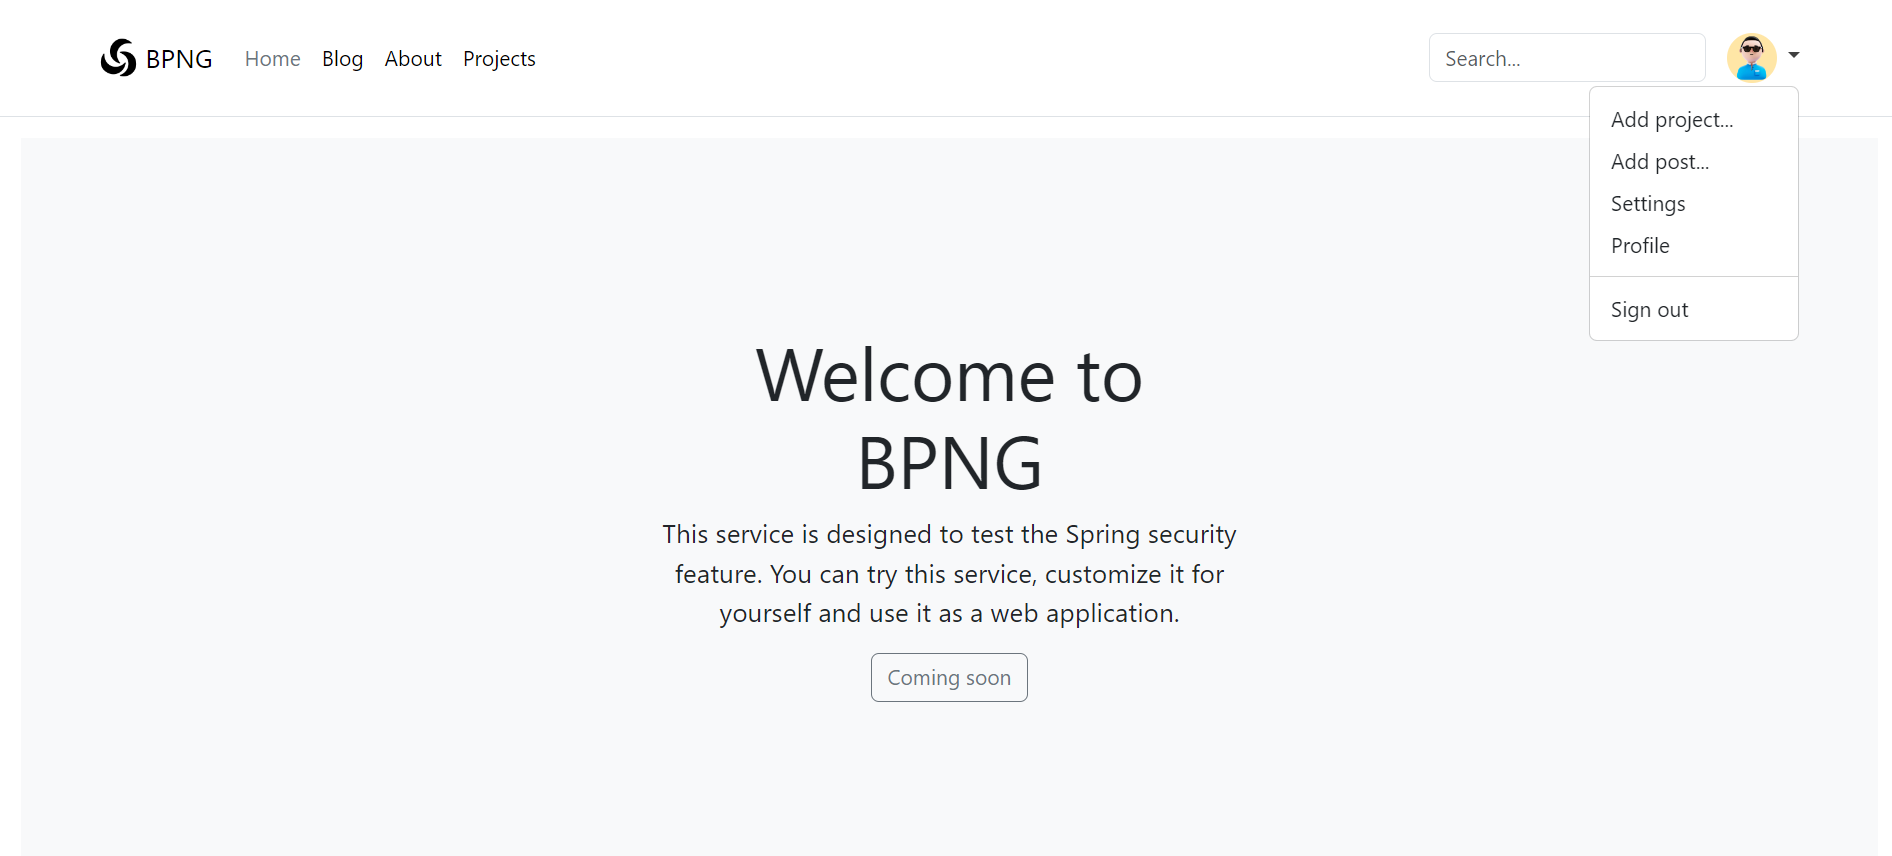 BPNG Home Blog About Projects Search...
Add project...
Add post...
Settings
Profile
Sign out
Welcome to
BPNG
This service is designed to test the Spring security
feature. You can try this service, customize it for
yourself and use it as a web application.
Coming soon